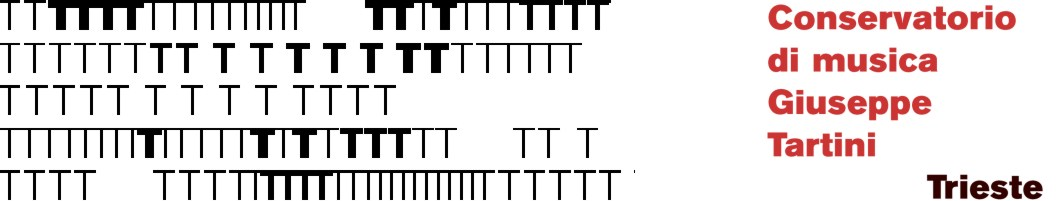 Conservatorio
di musica
Giuseppe
Tartini
Trieste